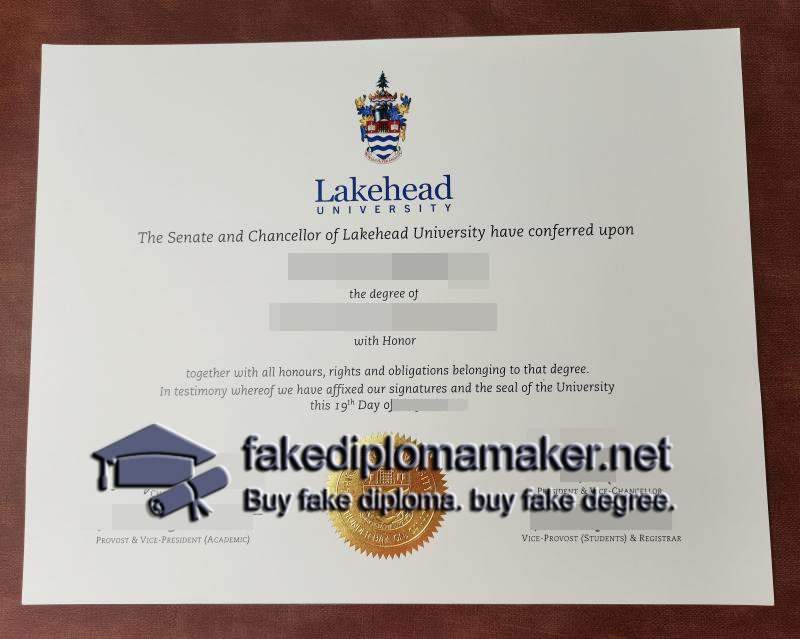 Lakehead
UNIVERSITY
The Senate and Chancellor of Lakehead University have conferred upon
the degree of
with Honor
together with all honours, rights and obligations belonging to that degree.
In testimony whereof we have affixed our signatures and the seal of the University
this 19th Day of
fakediplomamaker.net
Buy fake diploma. buy fake degree.
President & Vice-Chancellor
Provost & Vice-President (Academic)
Vice-Provost (Students) & Registrar